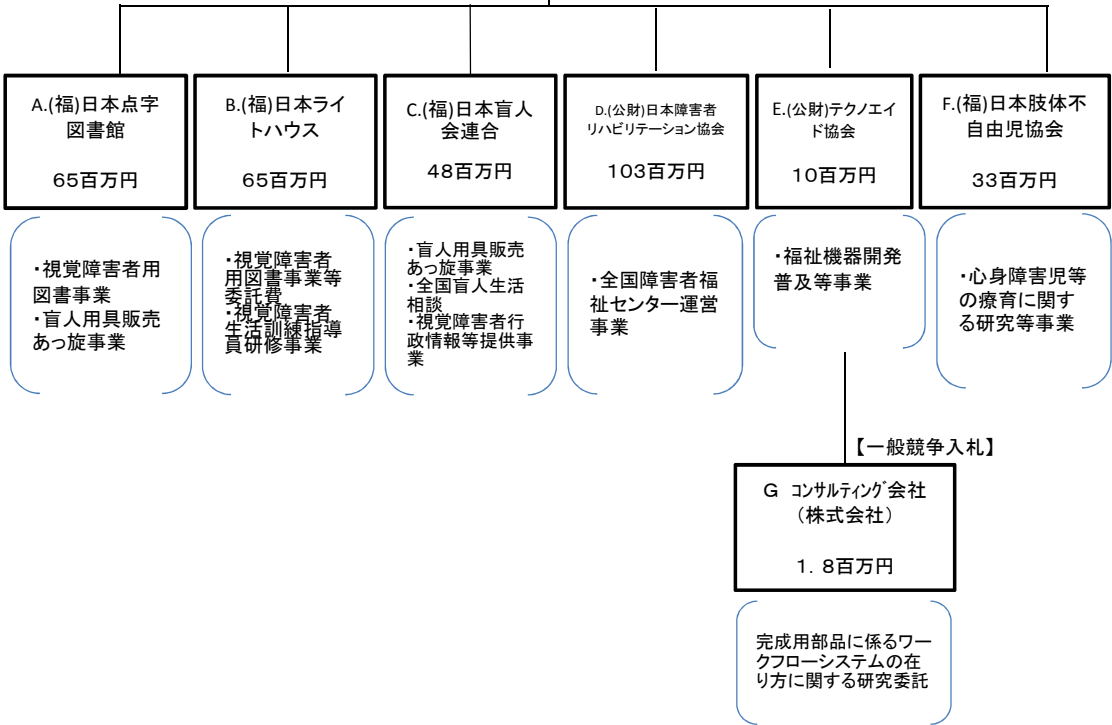 A.(福)日本点字
図書館
65百万円
B.(福)日本ライ
トハウス
65百万円
C.(福)日本盲人
会連合
48百万円
D.(公財)日本障害者
リハビリテーション協会
103百万円
E.(公財)テクノエイ
ド協会
10百万円
F.(福)日本肢体不
自由児協会
33百万円
・視覚障害者用
図書事業
・盲人用具販売
あっ旋事業
・視覚障害者
用図書事業等
委託費
・視覚障害者
生活訓練指導
員研修事業
・盲人用具販売
あっ旋事業
・全国盲人生活
相談
・視覚障害者行
政情報等提供事
業
・全国障害者福
祉センター運営
事業
・福祉機器開発
普及等事業
・心身障害児等
の療育に関す
る研究等事業
【一般競争入札】
G コンサルティング会社
(株式会社)
1．8百万円
完成用部品に係るワー
クフローシステムの在
り方に関する研究委託